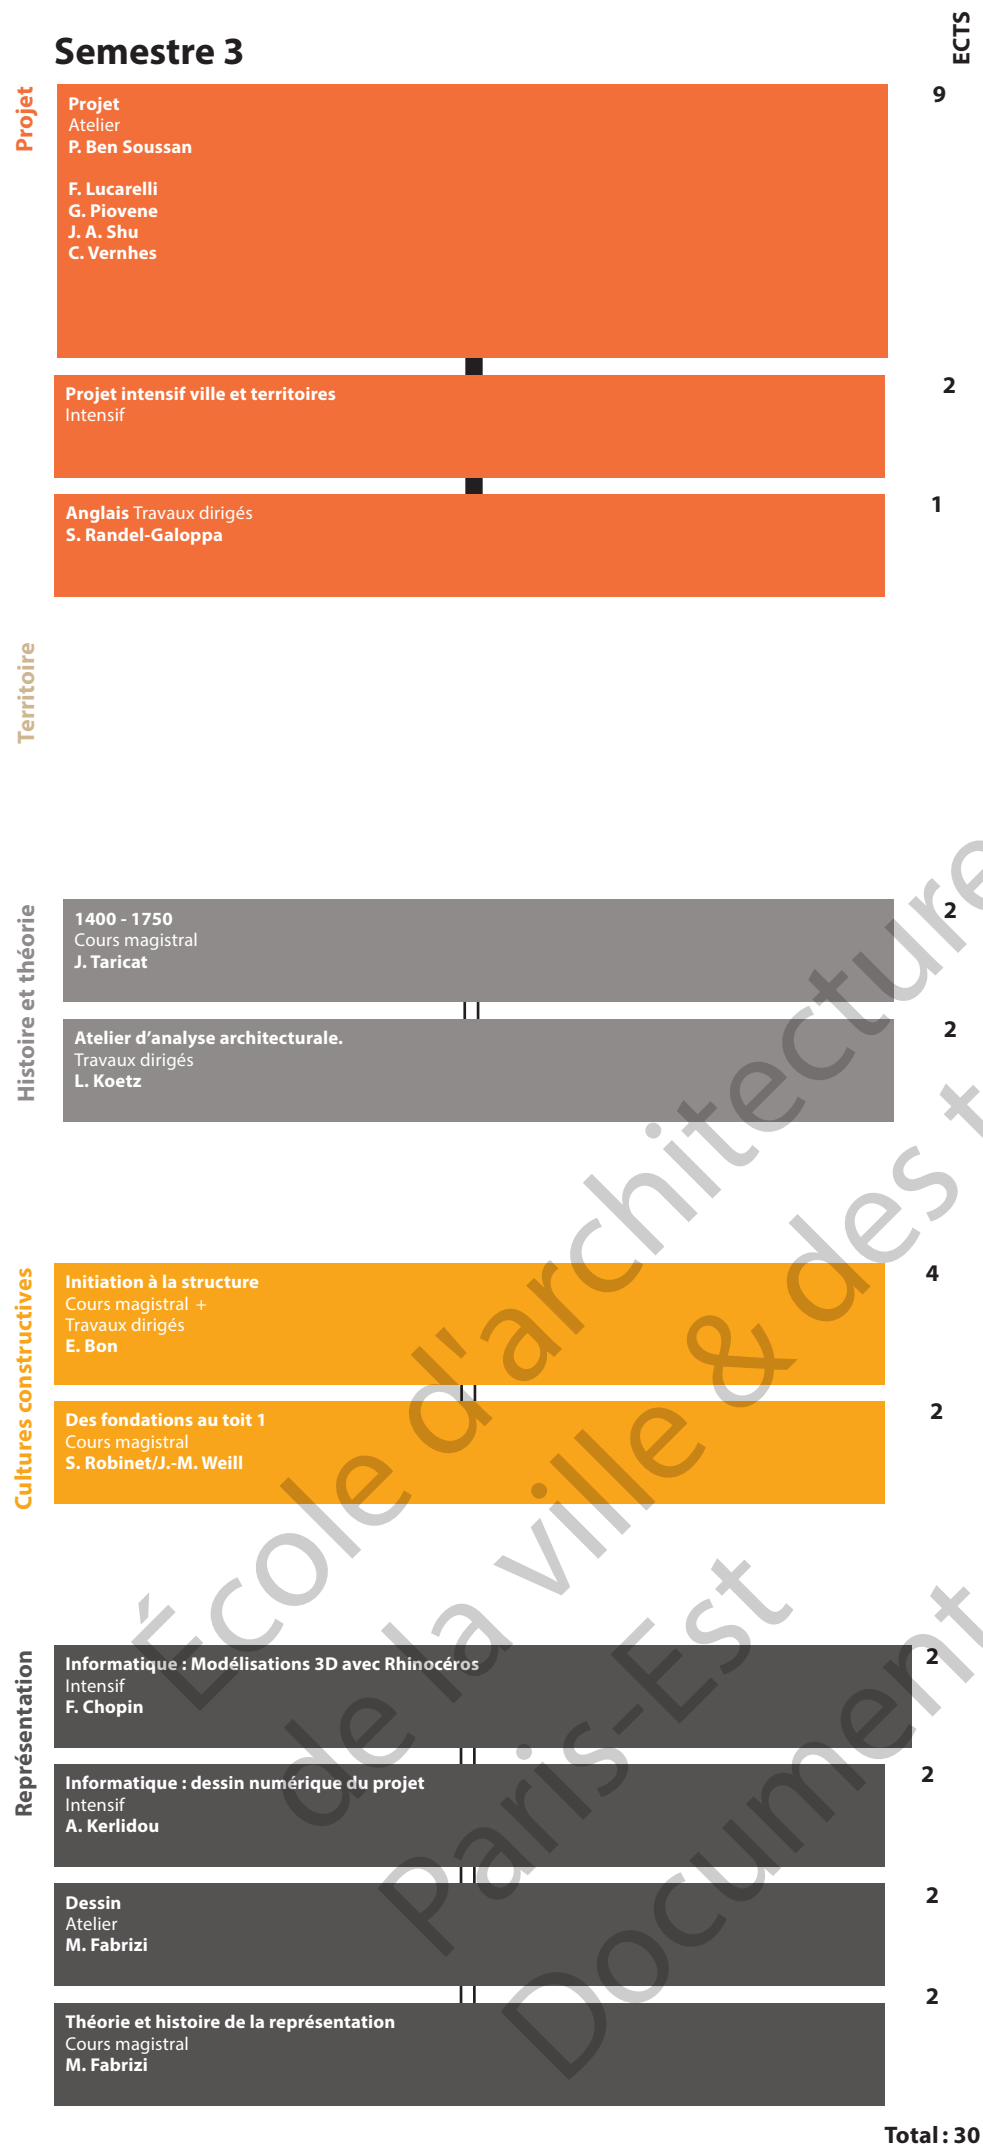 Semestre 3
ECTS
Projet
Projet
Atelier
P. Ben Soussan
F. Lucarelli
G. Piovene
J. A. Shu
C. Vernhes
9
Projet intensif ville et territoires
Intensif
2
Anglais Travaux dirigés
S. Randel-Galoppa
1
Territoire
Histoire et théorie
1400 - 1750
Cours magistral
J. Taricat
2
Atelier d'analyse architecturale.
Travaux dirigés
L. Koetz
2
Cultures constructives
Initiation à la structure
Cours magistral +
Travaux dirigés
E. Bon
4
Des fondations au toit 1
Cours magistral
S. Robinet/J.-M. Weill
2
Représentation
Informatique : Modélisations 3D avec Rhinocéros
Intensif
F. Chopin
2
Informatique : dessin numérique du projet
Intensif
A. Kerlidou
2
Dessin
Atelier
M. Fabrizi
2
Théorie et histoire de la représentation
Cours magistral
M. Fabrizi
2
Total : 30
École d'architecture
de la ville & des t
Paris-Est
Document